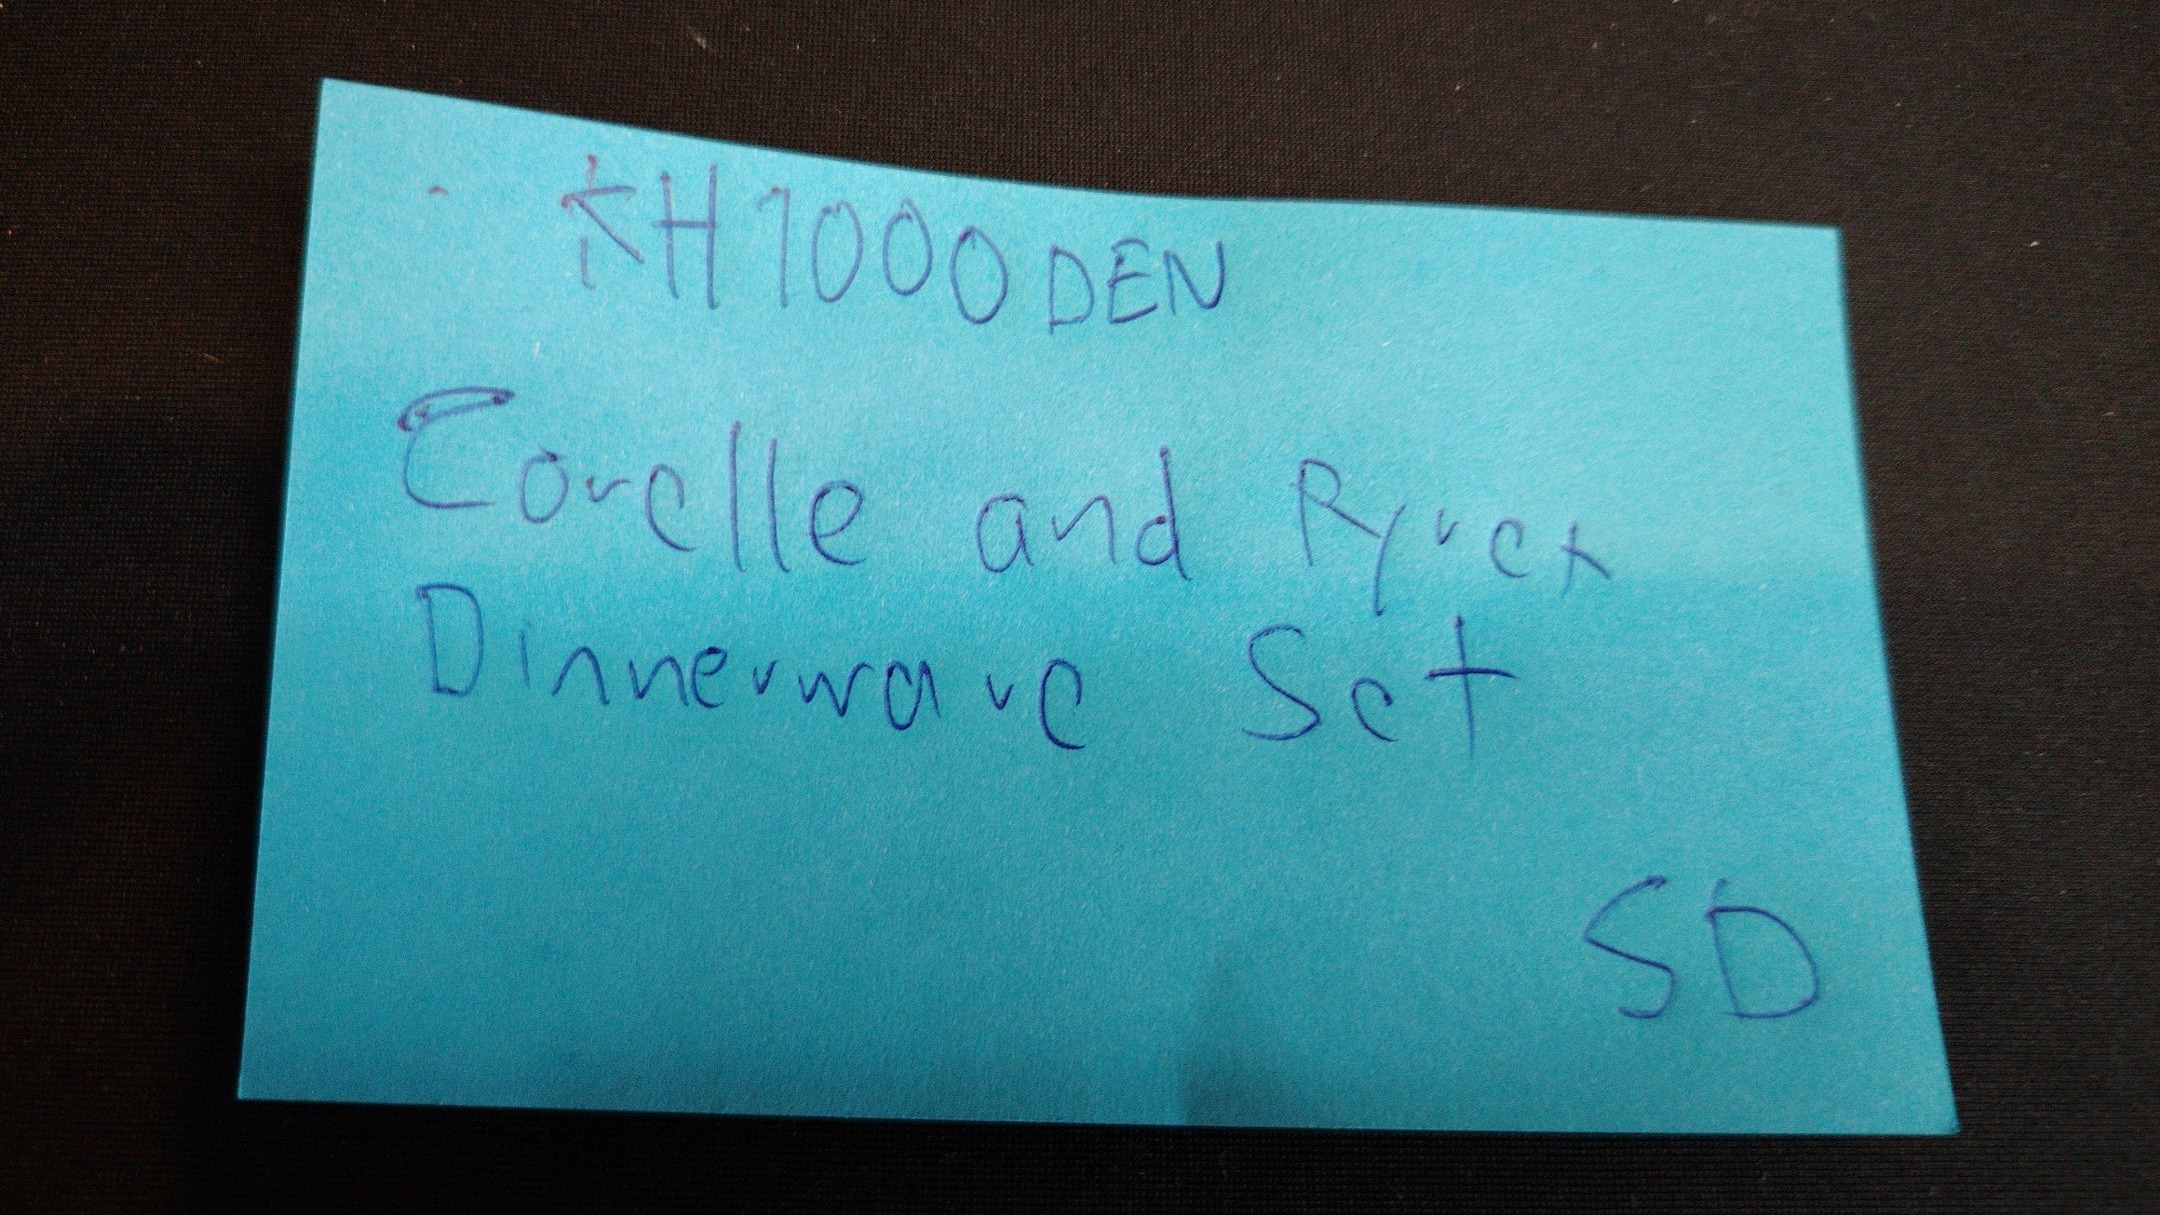 KH1000DEN
Corelle and Pyrex
Dinnerware Set
SD